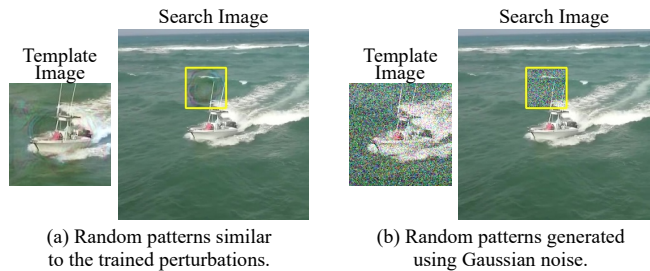 Search Image
Template
Image
(a) Random patterns similar
to the trained perturbations.
Search Image
Template
Image
(b) Random patterns generated
using Gaussian noise.